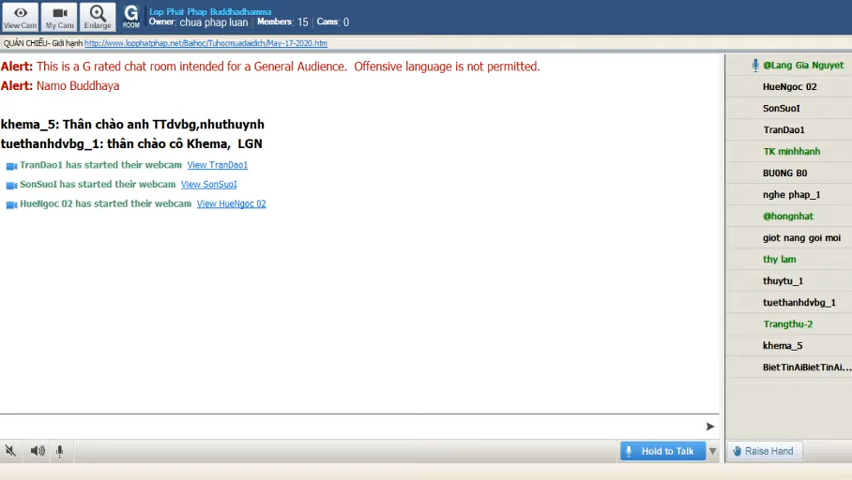 Lop Phat Phap Buddhadhamma
Owner: chua phap luan Members: 15 Cams: 0
View Cam
My Cams
Enlarge
G
ROOM
QUÁN CHIẾU- Giới hạnh http://www.lopphatphap.net/Baihoc/Tuhocmuadaidich/May-17-2020.htm
Alert: This is a G rated chat room intended for a General Audience. Offensive language is not permitted.
Alert: Namo Buddhaya
khema_5: Thân chào anh TTdvbg,nhuthuynh
tuethanhdvbg_1: thân chào cô Khema, LGN
TranDao1 has started their webcam View TranDao1
SonSuoI has started their webcam View SonSuoI
HueNgoc 02 has started their webcam View HueNgoc 02
@Lang Gia Nguyet
HueNgoc 02
SonSuoI
TranDao1
TK minhhanh
BU0NG B0
nghe phap_1
@hongnhat
giot nang goi moi
thy lam
thuytu_1
tuethanhdvbg_1
Trangthu-2
khema_5
BietTinAiBietTinAi...
Hold to Talk
Raise Hand